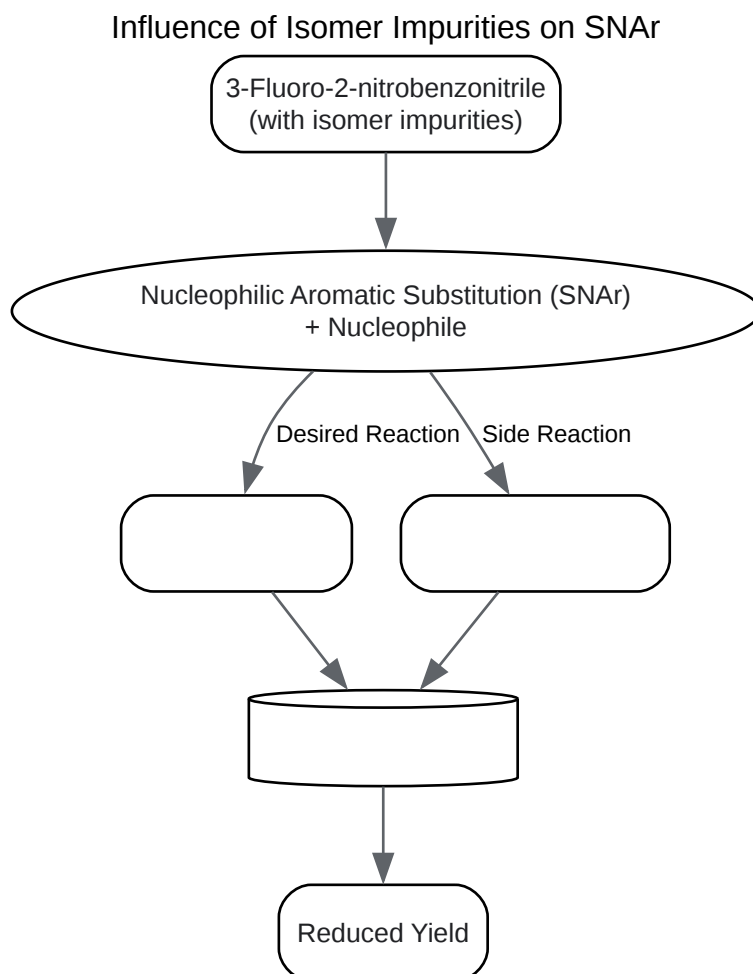 Influence of Isomer Impurities on SNAr
3-Fluoro-2-nitrobenzonitrile
(with isomer impurities)
Nucleophilic Aromatic Substitution (SNAr)
+ Nucleophile
Desired Reaction
Side Reaction
Reduced Yield